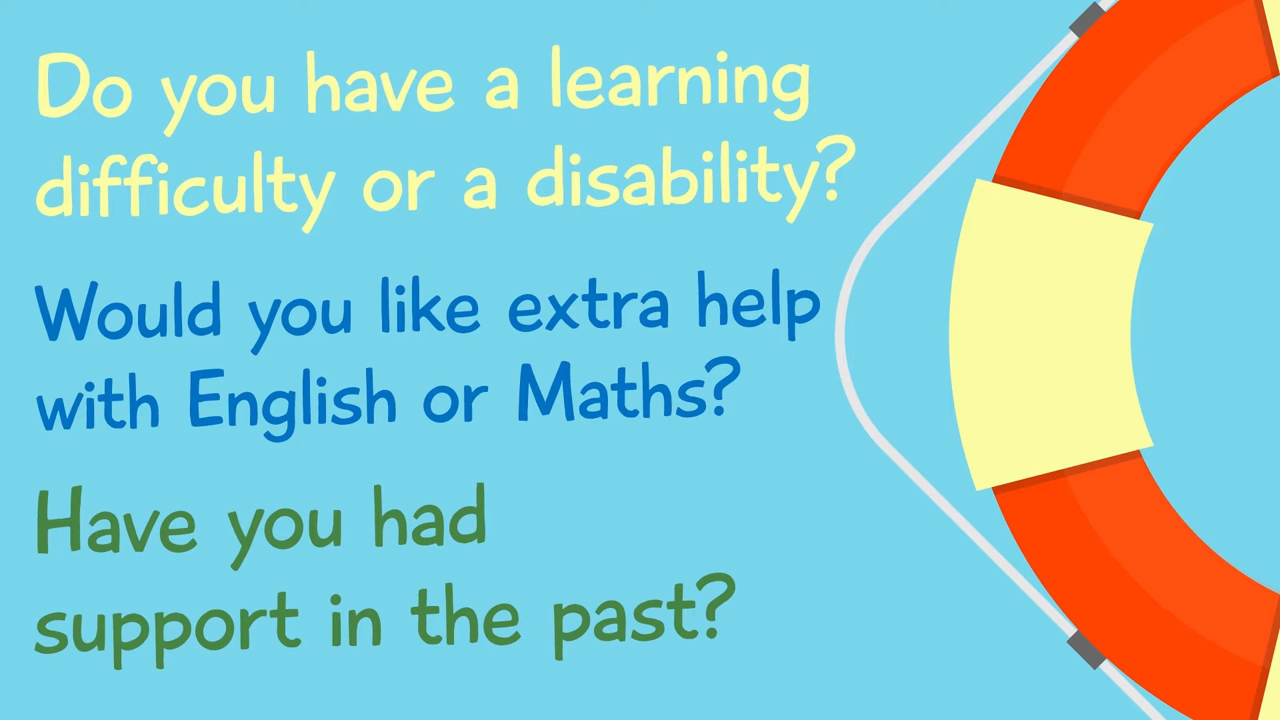 Do you have a learning
difficulty or a disability?
Would you like extra help
with English or Maths?
Have you had
support in the past?